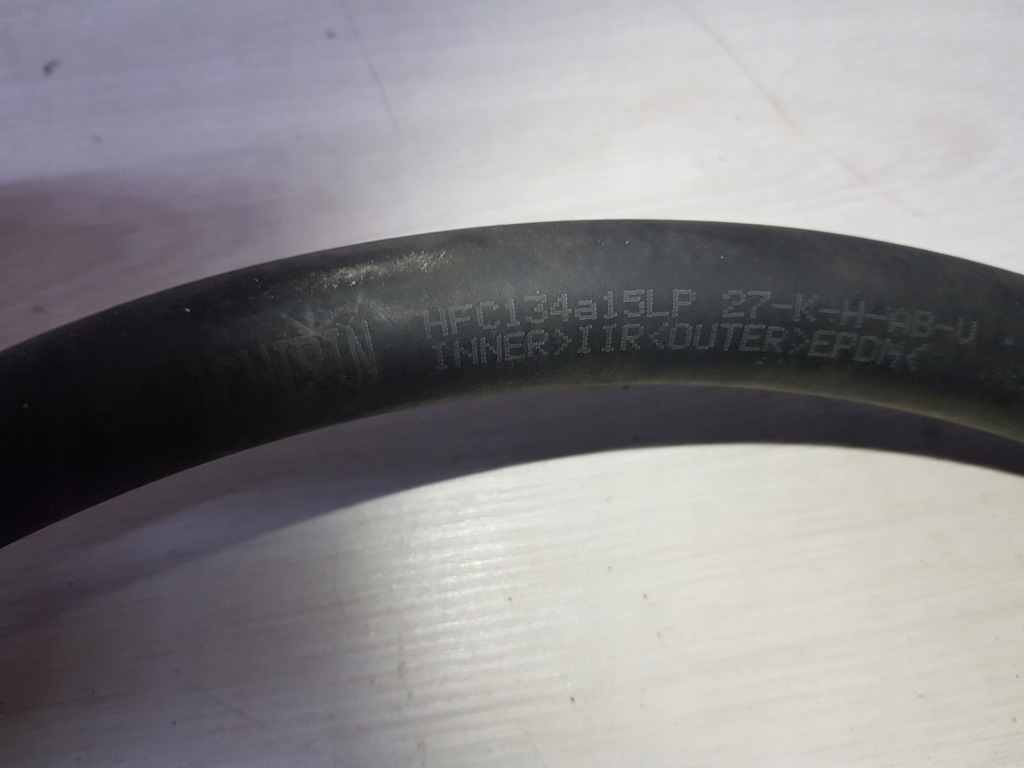 HFC134a15LP 27-K-H-AB-V
INNER>IIR<OUTER>EPDM<